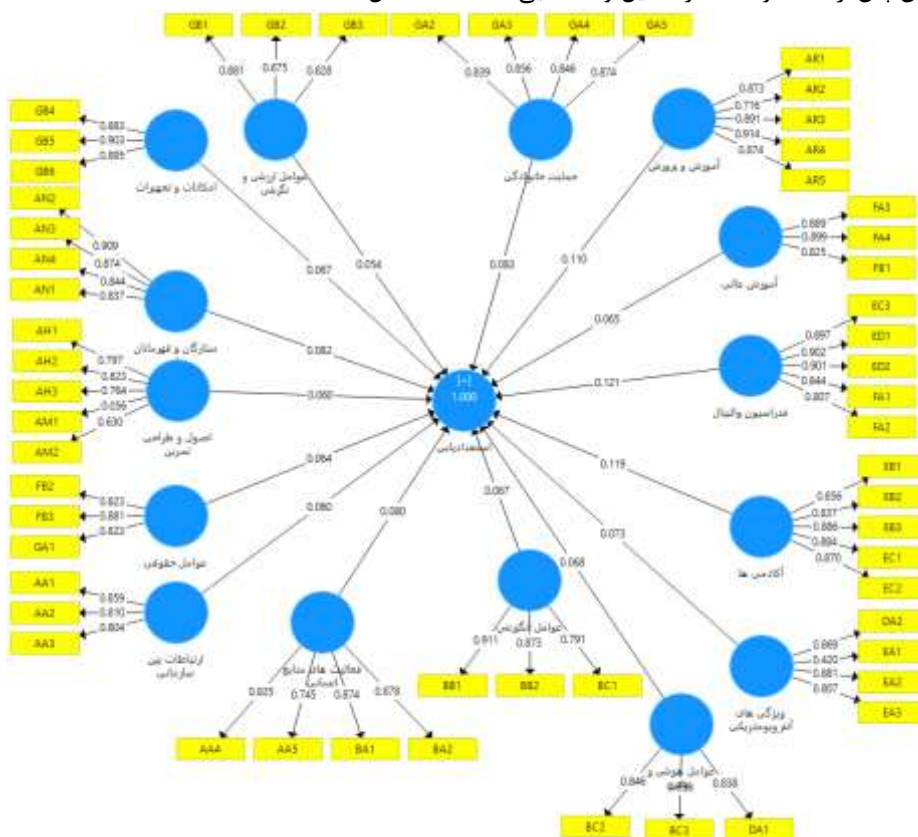 GB1
GB2
GB3
GA2
GA3
GA4
GA5
0.881
0.875
0.828
0.839
0.856
0.846
0.874
عوامل ارزشی و
نگرشی
حمایت خانوادگی
AR1
AR2
AR3
AR4
AR5
0.873
0.716
0.891
0.914
0.874
آموزش و پرورش
GB4
GB5
GB6
0.883
0.903
0.885
امکانات و تجهیزات
AN2
AN3
AN4
AN1
0.909
0.874
0.844
0.837
ستارگان و قهرمانان
FA3
FA4
FB1
0.889
0.899
0.825
آموزش عالی
AH1
AH2
AH3
AM1
AM2
0.797
0.823
0.764
0.056
0.630
اصول و طراحی
تمرین
EC3
ED1
ED2
FA1
FA2
0.897
0.902
0.901
0.844
0.807
فدراسیون والیبال
[+]
1.000
استعدادیابی
0.067
0.054
0.083
0.110
0.065
0.082
0.060
0.121
0.064
0.119
0.080
0.080
0.067
0.068
0.073
FB2
FB3
GA1
0.823
0.881
0.823
عوامل حقوقی
EB1
EB2
EB3
EC1
EC2
0.656
0.837
0.886
0.894
0.870
آکادمی ها
AA1
AA2
AA3
0.859
0.810
0.804
ارتباطات بین
سازمانی
فعالیت های منابع
انسانی
0.825
0.745
0.874
0.878
AA4
AA5
BA1
BA2
عوامل انگیزشی
0.911
0.873
0.791
BB1
BB2
BC1
DA2
EA1
EA2
EA3
0.869
0.420
0.881
0.807
ویژگی های
آنتروپومتریکی
عوامل هوشی و
0.846
0.838
BC2
BC3
DA1